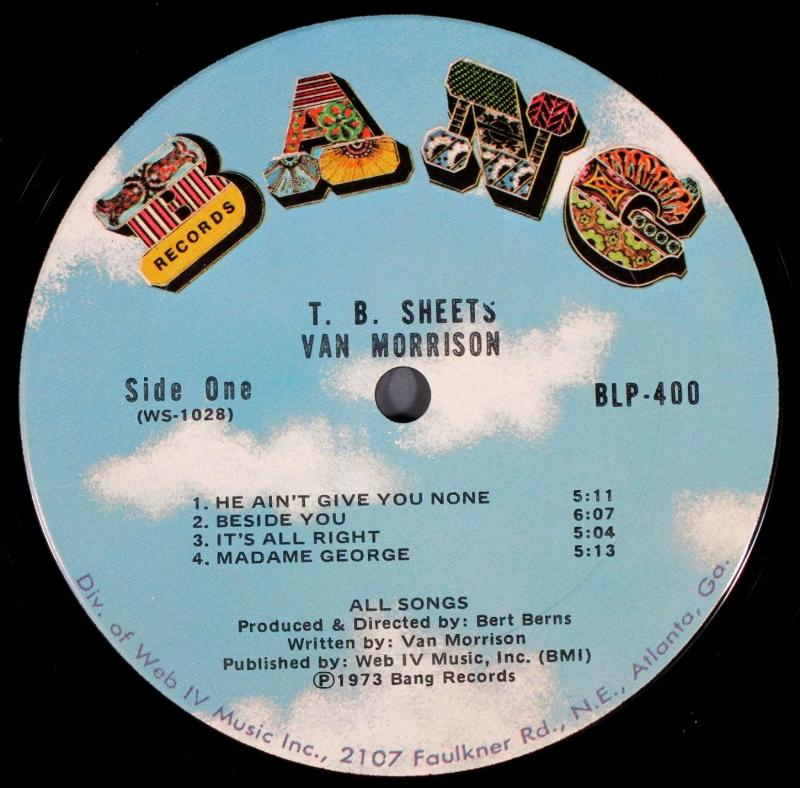 BANG
RECORDS
T. B. SHEETS
VAN MORRISON
Side One
(WS-1028)
BLP-400
1. HE AIN'T GIVE YOU NONE 5:11
2. BESIDE YOU 6:07
3. IT'S ALL RIGHT 5:04
4. MADAME GEORGE 5:13
ALL SONGS
Produced & Directed by: Bert Berns
Written by: Van Morrison
Published by: Web IV Music, Inc. (BMI)
Ⓟ1973 Bang Records
Div. of Web IV Music Inc., 2107 Faulkner Rd., N.E., Atlanta, Ga.